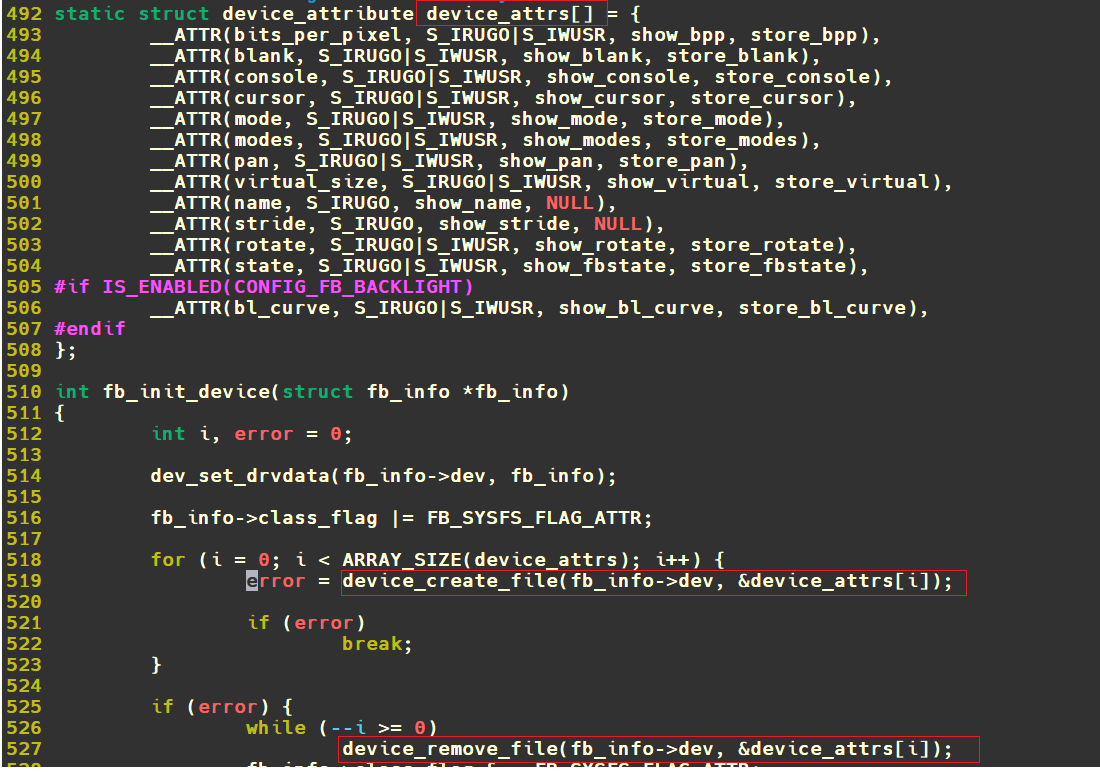 492 static struct device_attribute device_attrs[] = {
493         __ATTR(bits_per_pixel, S_IRUGO|S_IWUSR, show_bpp, store_bpp),
494         __ATTR(blank, S_IRUGO|S_IWUSR, show_blank, store_blank),
495         __ATTR(console, S_IRUGO|S_IWUSR, show_console, store_console),
496         __ATTR(cursor, S_IRUGO|S_IWUSR, show_cursor, store_cursor),
497         __ATTR(mode, S_IRUGO|S_IWUSR, show_mode, store_mode),
498         __ATTR(modes, S_IRUGO|S_IWUSR, show_modes, store_modes),
499         __ATTR(pan, S_IRUGO|S_IWUSR, show_pan, store_pan),
500         __ATTR(virtual_size, S_IRUGO|S_IWUSR, show_virtual, store_virtual),
501         __ATTR(name, S_IRUGO, show_name, NULL),
502         __ATTR(stride, S_IRUGO, show_stride, NULL),
503         __ATTR(rotate, S_IRUGO|S_IWUSR, show_rotate, store_rotate),
504         __ATTR(state, S_IRUGO|S_IWUSR, show_fbstate, store_fbstate),
505 #if IS_ENABLED(CONFIG_FB_BACKLIGHT)
506         __ATTR(bl_curve, S_IRUGO|S_IWUSR, show_bl_curve, store_bl_curve),
507 #endif
508 };
509
510 int fb_init_device(struct fb_info *fb_info)
511 {
512         int i, error = 0;
513
514         dev_set_drvdata(fb_info->dev, fb_info);
515
516         fb_info->class_flag |= FB_SYSFS_FLAG_ATTR;
517
518         for (i = 0; i < ARRAY_SIZE(device_attrs); i++) {
519                 error = device_create_file(fb_info->dev, &device_attrs[i]);
520
521                 if (error)
522                         break;
523         }
524
525         if (error) {
526                 while (--i >= 0)
527                         device_remove_file(fb_info->dev, &device_attrs[i]);